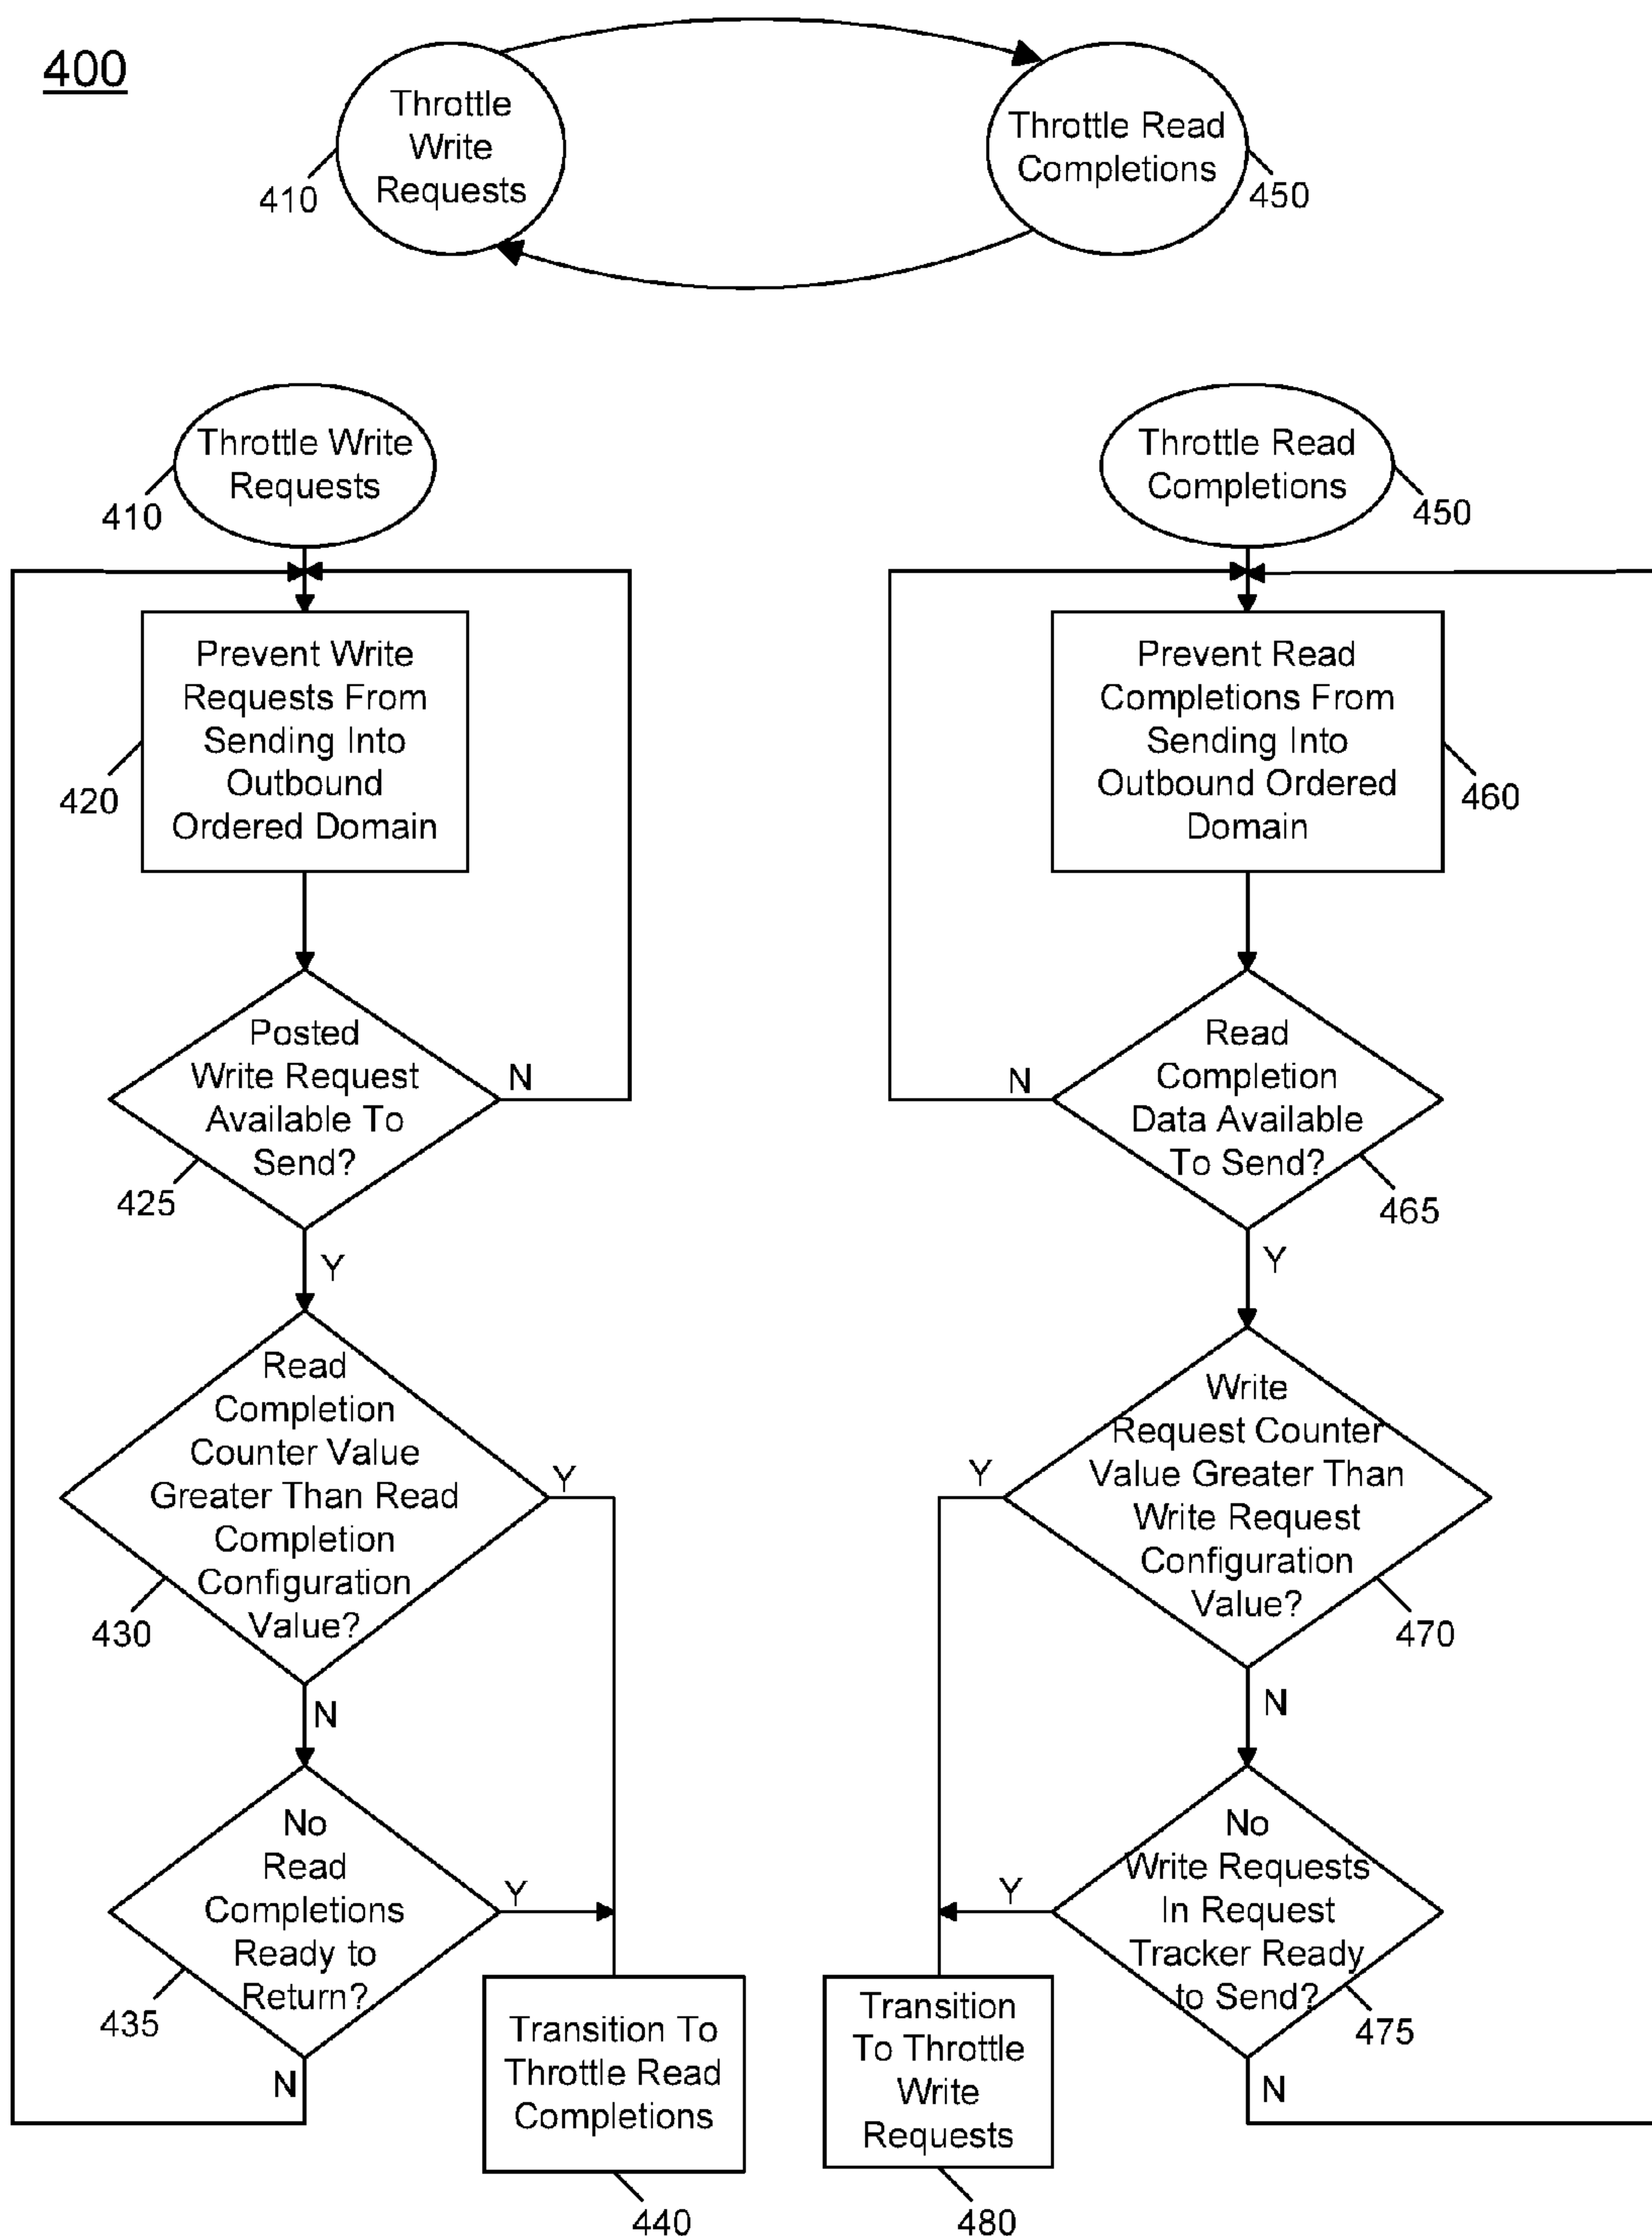 400
Throttle
Write
Requests
410
Throttle Read
Completions
450
Throttle Write
Requests
410
Prevent Write
Requests From
Sending Into
Outbound
Ordered Domain
420
Posted
Write Request
Available To
Send?
425
N
Y
Read
Completion
Counter Value
Greater Than Read
Completion
Configuration
Value?
430
Y
N
No
Read
Completions
Ready to
Return?
435
Y
N
Transition To
Throttle Read
Completions
440
Throttle Read
Completions
450
Prevent Read
Completions From
Sending Into
Outbound Ordered
Domain
460
Read
Completion
Data Available
To Send?
465
N
Y
Write
Request Counter
Value Greater Than
Write Request
Configuration
Value?
470
Y
N
No
Write Requests
In Request
Tracker Ready
to Send?
475
Y
N
Transition
To Throttle
Write
Requests
480